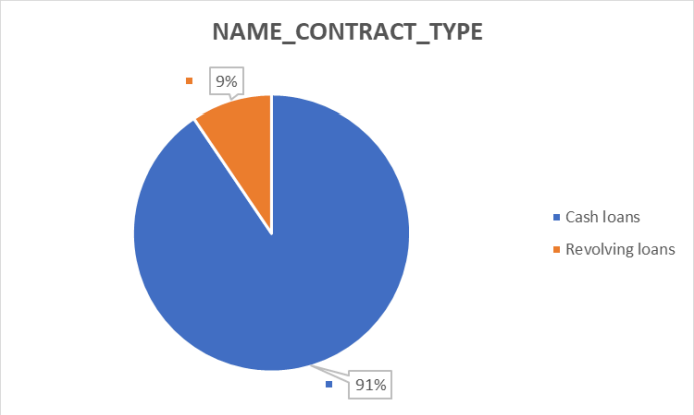 NAME_CONTRACT_TYPE
9%
Cash loans
Revolving loans
91%